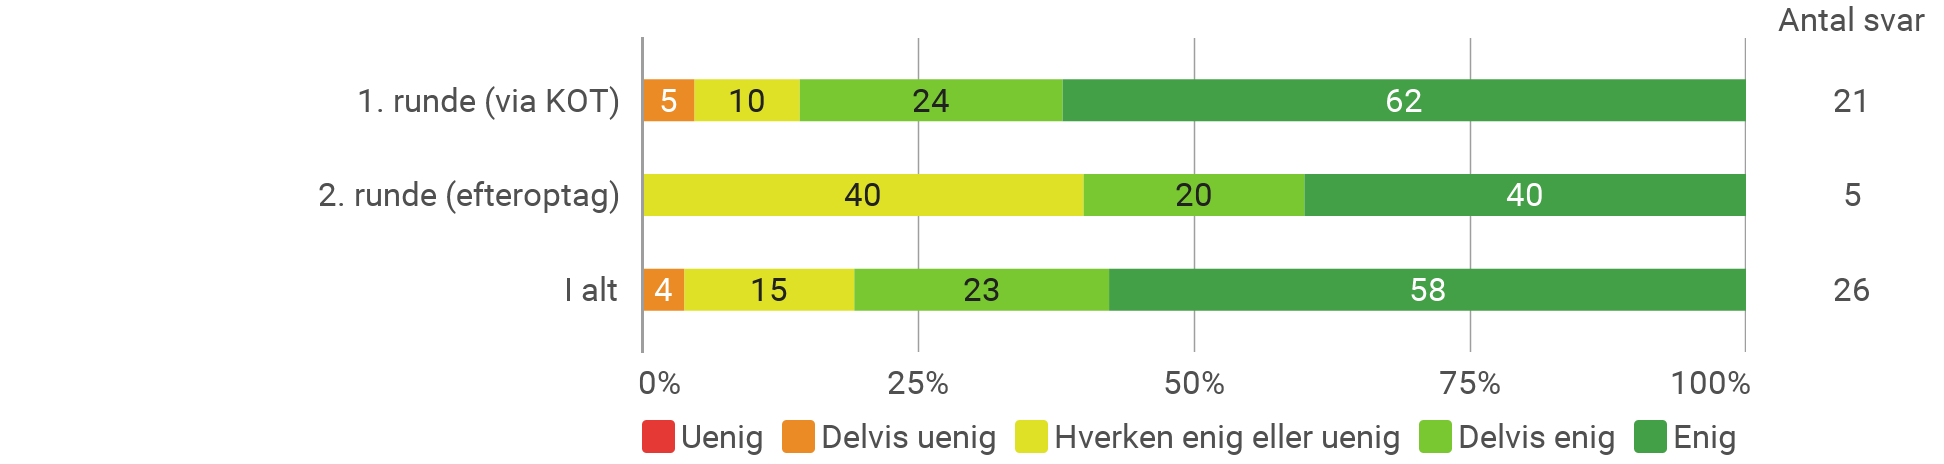 Antal svar
1. runde (via KOT) 5 10 24 62 21
2. runde (efteroptag) 40 20 40 5
I alt 4 15 23 58 26
0% 25% 50% 75% 100%
Uenig Delvis uenig Hverken enig eller uenig Delvis enig Enig